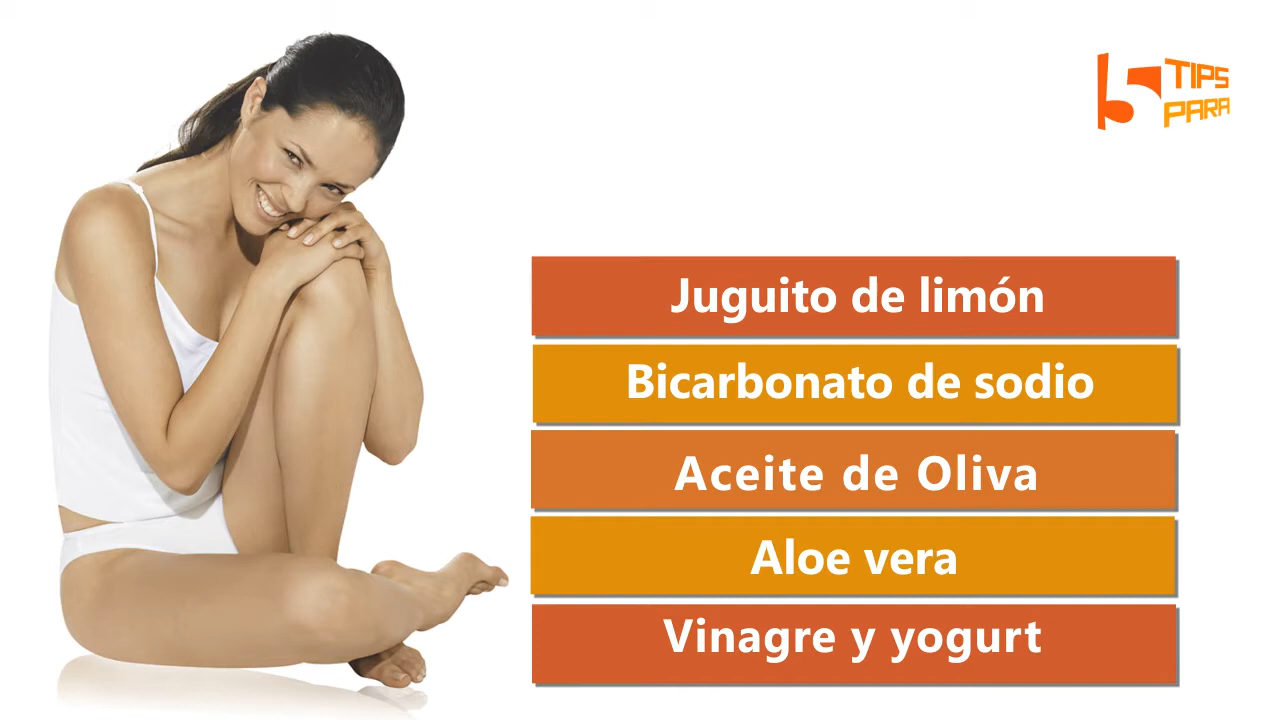 5 TIPS
PARA
Juguito de limón
Bicarbonato de sodio
Aceite de Oliva
Aloe vera
Vinagre y yogurt